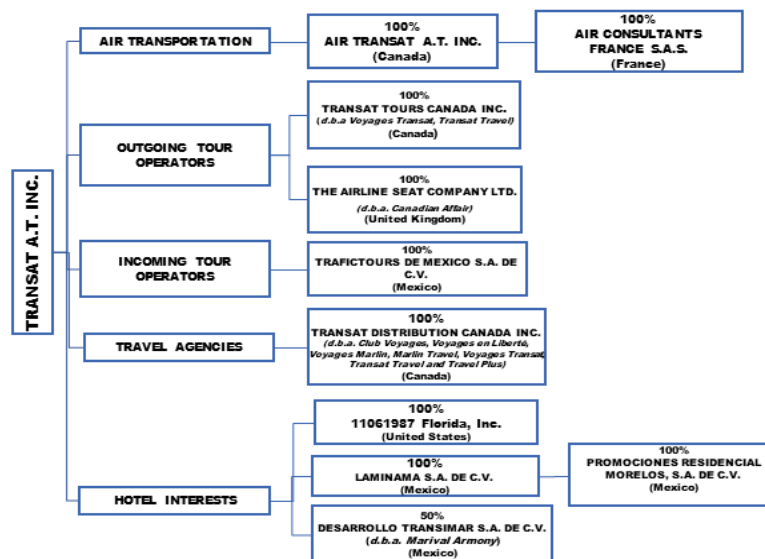 TRANSAT A.T. INC.
AIR TRANSPORTATION
100%
AIR TRANSAT A.T. INC.
(Canada)
100%
AIR CONSULTANTS
FRANCE S.A.S.
(France)
OUTGOING TOUR
OPERATORS
100%
TRANSAT TOURS CANADA INC.
(d.b.a Voyages Transat, Transat Travel)
(Canada)
100%
THE AIRLINE SEAT COMPANY LTD.
(d.b.a. Canadian Affair)
(United Kingdom)
INCOMING TOUR
OPERATORS
100%
TRAFICTOURS DE MEXICO S.A. DE
C.V.
(Mexico)
TRAVEL AGENCIES
100%
TRANSAT DISTRIBUTION CANADA INC.
(d.b.a. Club Voyages, Voyages en Liberté,
Voyages Marlin, Marlin Travel, Voyages Transat,
Transat Travel and Travel Plus)
(Canada)
HOTEL INTERESTS
100%
11061987 Florida, Inc.
(United States)
100%
LAMINAMA S.A. DE C.V.
(Mexico)
100%
PROMOCIONES RESIDENCIAL
MORELOS, S.A. DE C.V.
(Mexico)
50%
DESARROLLO TRANSIMAR S.A. DE C.V.
(d.b.a. Marival Armony)
(Mexico)